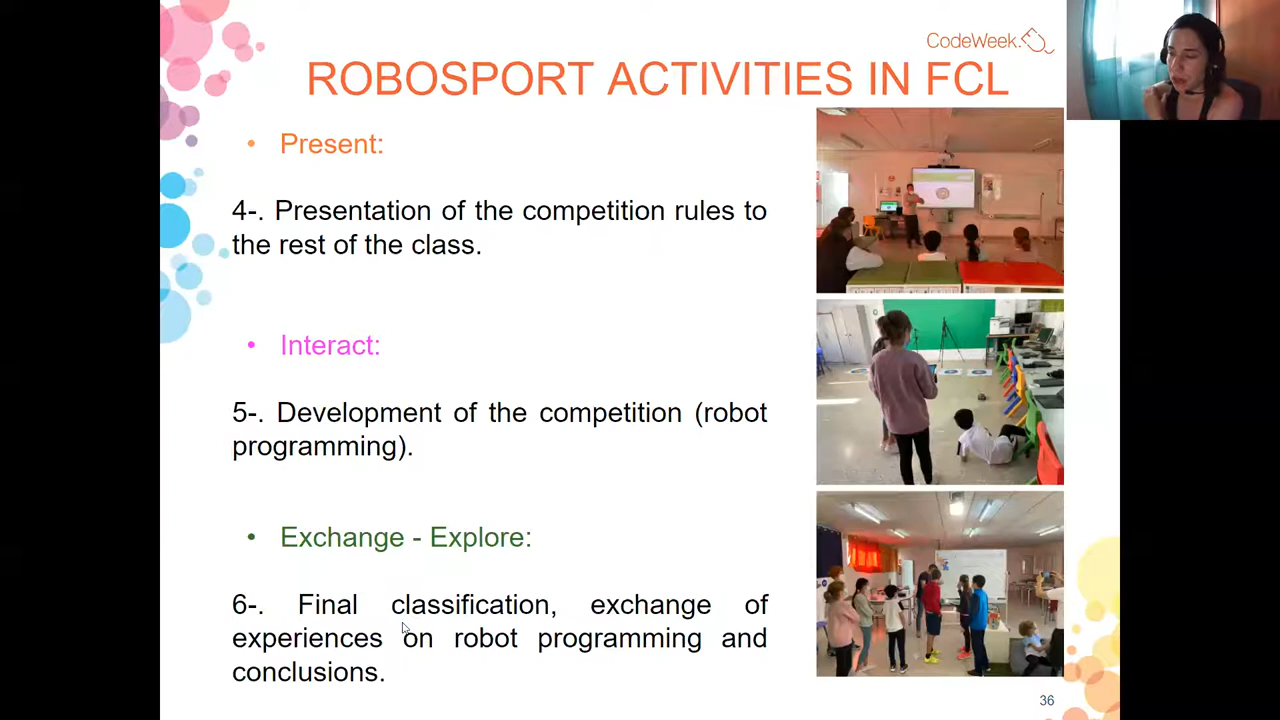 CodeWeek.
ROBOSPORT ACTIVITIES IN FCL
• Present:
4-. Presentation of the competition rules to
the rest of the class.
• Interact:
5-. Development of the competition (robot
programming).
• Exchange - Explore:
6-. Final classification, exchange of
experiences on robot programming and
conclusions.
36